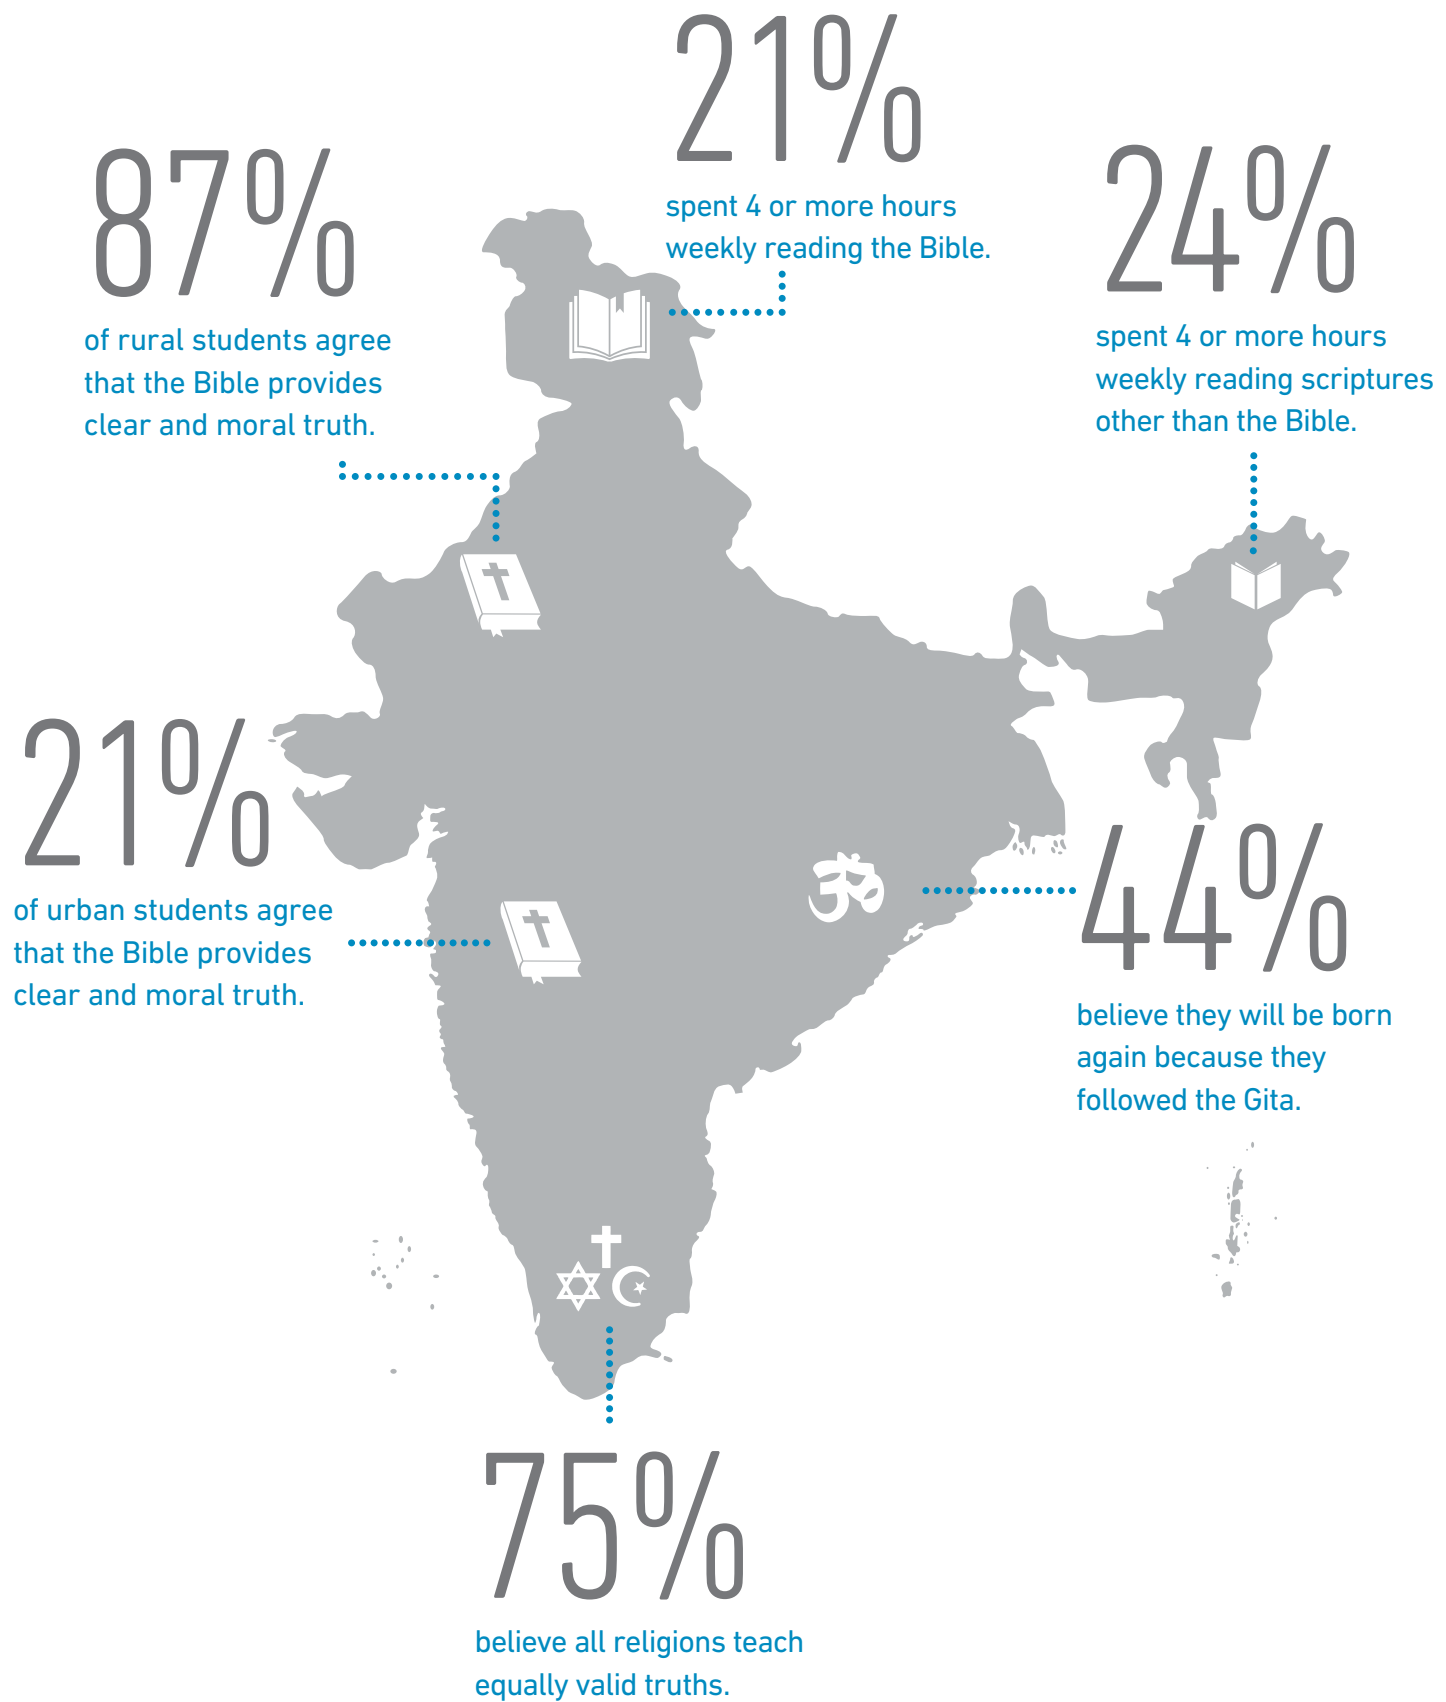 21%
spent 4 or more hours
weekly reading the Bible.
87%
of rural students agree
that the Bible provides
clear and moral truth.
24%
spent 4 or more hours
weekly reading scriptures
other than the Bible.
21%
of urban students agree
that the Bible provides
clear and moral truth.
44%
believe they will be born
again because they
followed the Gita.
75%
believe all religions teach
equally valid truths.